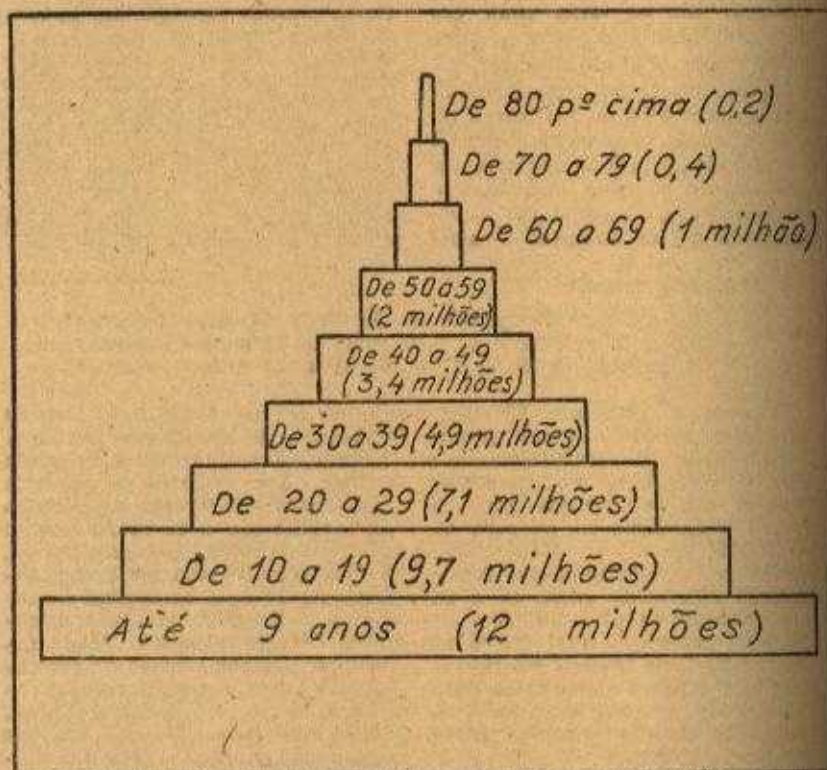 De 80 pº cima (0,2)
De 70 a 79 (0,4)
De 60 a 69 (1 milhão)
De 50 a 59
(2 milhões)
De 40 a 49
(3,4 milhões)
De 30 a 39 (4,9 milhões)
De 20 a 29 (7,1 milhões)
De 10 a 19 (9,7 milhões)
Até 9 anos (12 milhões)